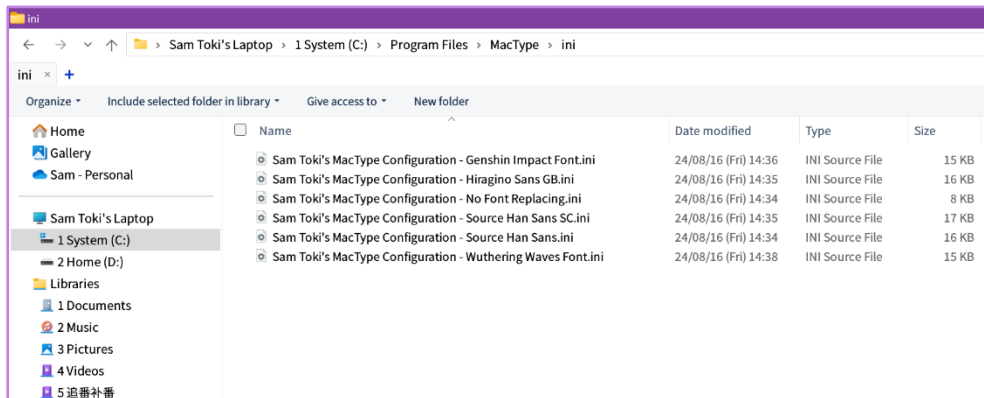 ini
Sam Toki's Laptop > 1 System (C:) > Program Files > MacType > ini
ini × +
Organize Include selected folder in library Give access to New folder
Home
Gallery
Sam - Personal
Sam Toki's Laptop
1 System (C:)
2 Home (D:)
Libraries
1 Documents
2 Music
3 Pictures
4 Videos
5 追番补番
Name Date modified Type Size
Sam Toki's MacType Configuration - Genshin Impact Font.ini 24/08/16 (Fri) 14:36 INI Source File 15 KB
Sam Toki's MacType Configuration - Hiragino Sans GB.ini 24/08/16 (Fri) 14:35 INI Source File 16 KB
Sam Toki's MacType Configuration - No Font Replacing.ini 24/08/16 (Fri) 14:34 INI Source File 8 KB
Sam Toki's MacType Configuration - Source Han Sans SC.ini 24/08/16 (Fri) 14:35 INI Source File 17 KB
Sam Toki's MacType Configuration - Source Han Sans.ini 24/08/16 (Fri) 14:34 INI Source File 16 KB
Sam Toki's MacType Configuration - Wuthering Waves Font.ini 24/08/16 (Fri) 14:38 INI Source File 15 KB